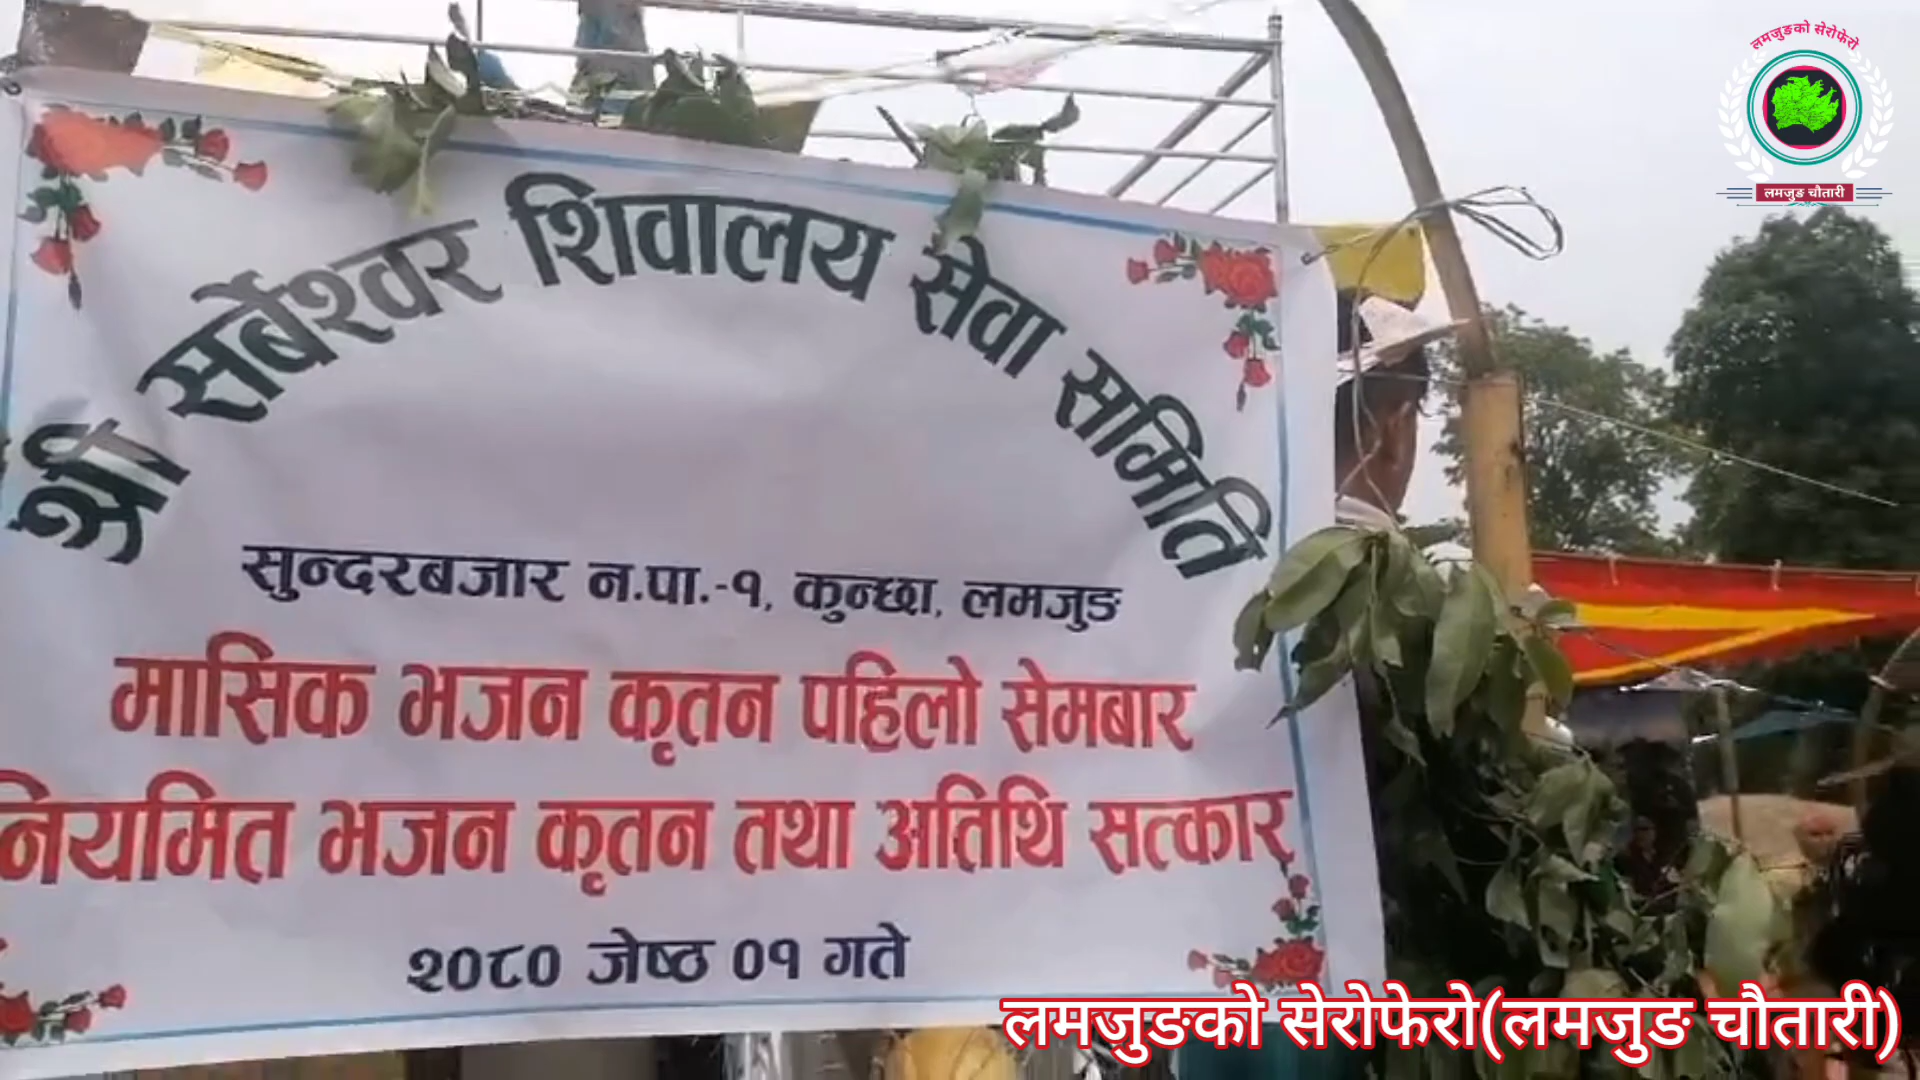 लमजुङको सेरोफेरो
लमजुङ चौतारी
श्री सर्बेश्वर शिवालय सेवा समिति
सुन्दरबजार न.पा.-१, कुन्छा, लमजुङ
मासिक भजन कृतन पहिलो सेमबार
नियमित भजन कृतन तथा अतिथि सत्कार
२०८० जेष्ठ ०१ गते
लमजुङको सेरोफेरो(लमजुङ चौतारी)